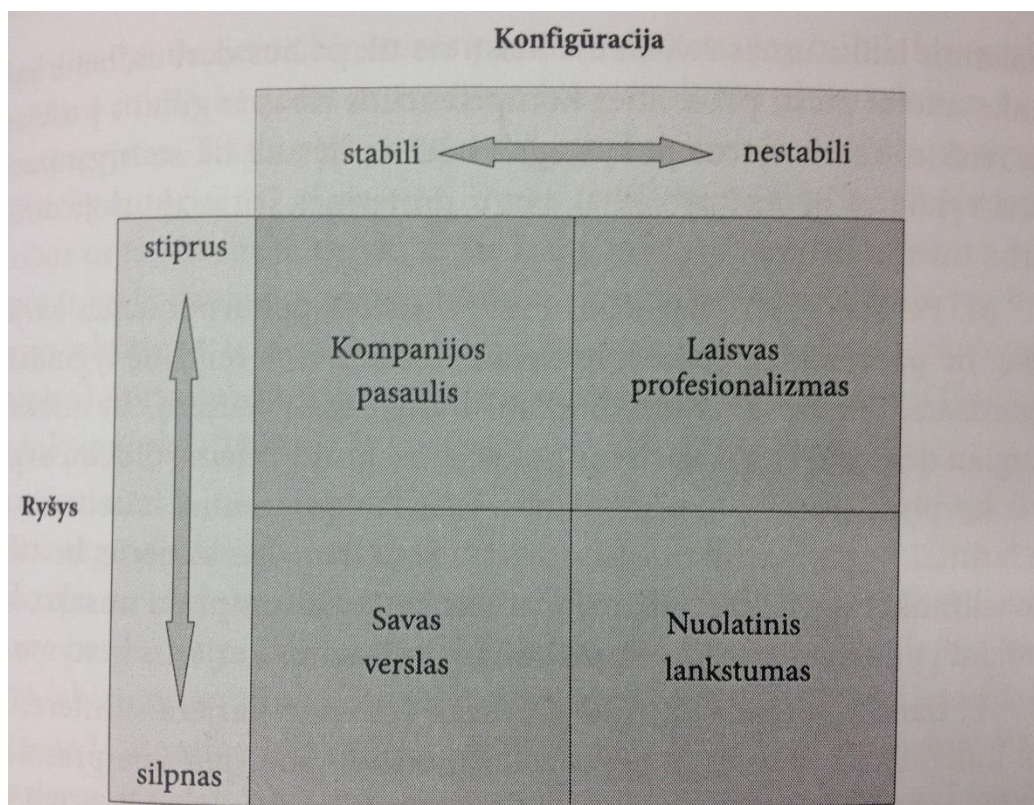 Konfigūracija
stabili
nestabili
stiprus
Kompanijos
pasaulis
Laisvas
profesionalizmas
Ryšys
Savas
verslas
Nuolatinis
lankstumas
silpnas